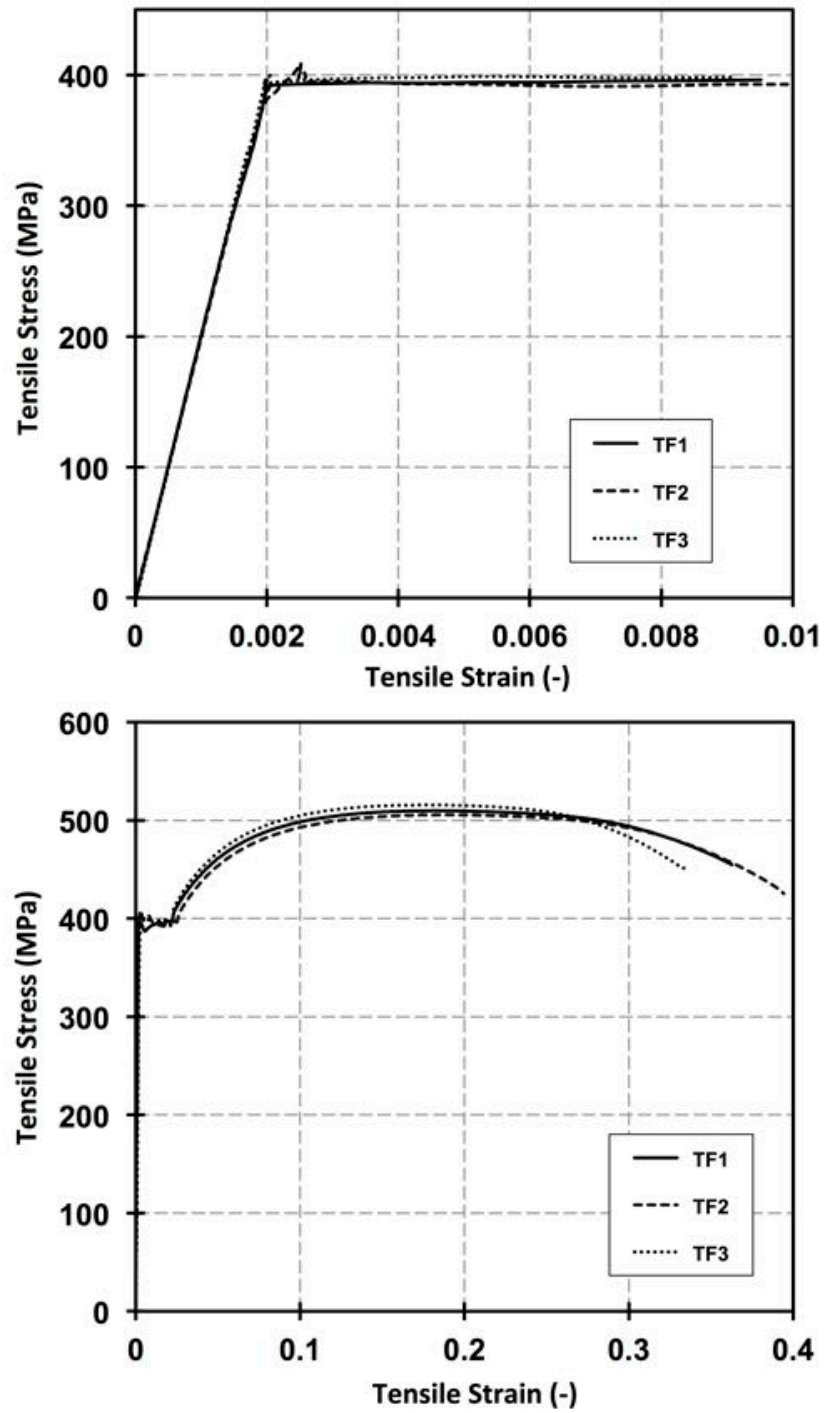 Tensile Stress (MPa)
400
300
200
100
0
TF1
TF2
TF3
0 0.002 0.004 0.006 0.008 0.01
Tensile Strain (-)
Tensile Stress (MPa)
600
500
400
300
200
100
0
TF1
TF2
TF3
0 0.1 0.2 0.3 0.4
Tensile Strain (-)